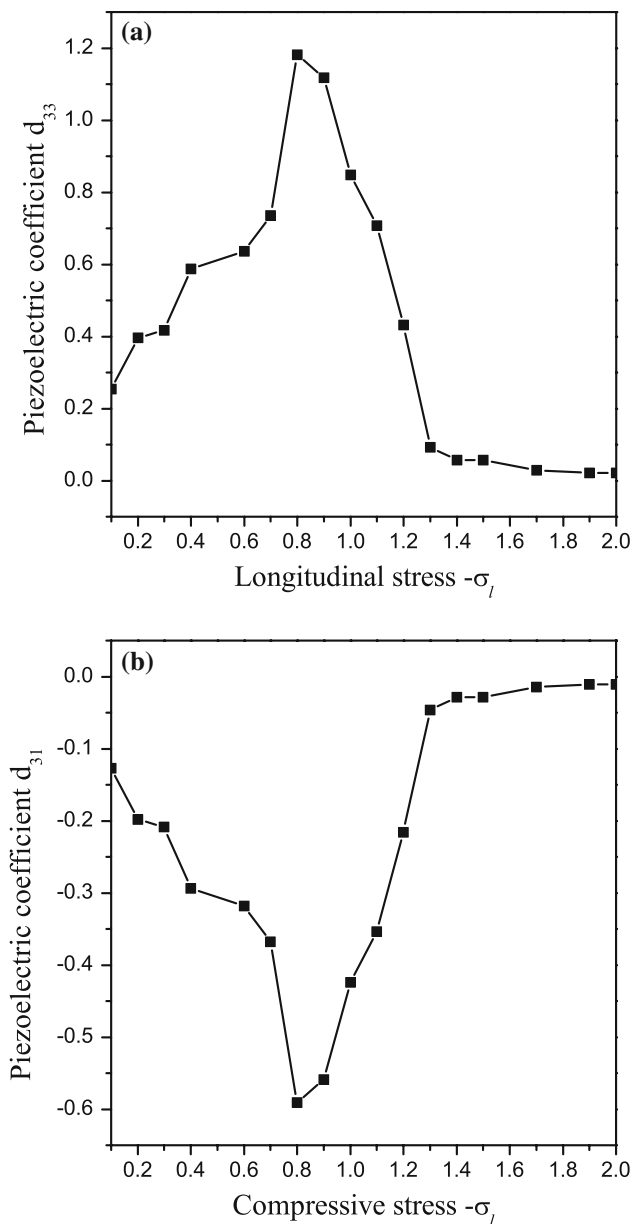 (a)
1.2
1.0
0.8
0.6
0.4
0.2
0.0
Piezoelectric coefficient d33
0.2 0.4 0.6 0.8 1.0 1.2 1.4 1.6 1.8 2.0
Longitudinal stress -σl
(b)
0.0
-0.1
-0.2
-0.3
-0.4
-0.5
-0.6
Piezoelectric coefficient d31
0.2 0.4 0.6 0.8 1.0 1.2 1.4 1.6 1.8 2.0
Compressive stress -σl